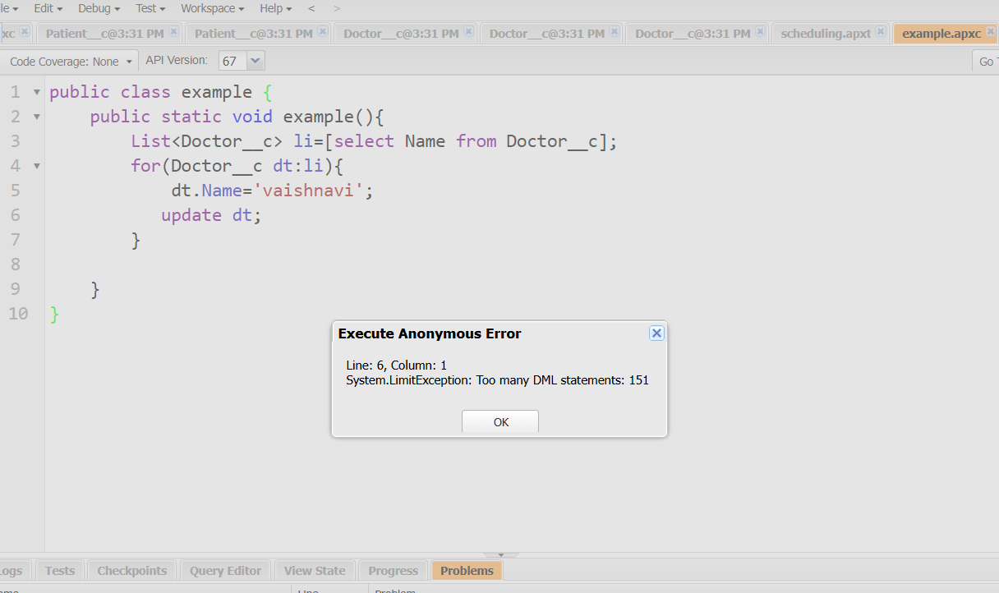 Edit Debug Test Workspace Help < >
Patient__c@3:31 PM Patient__c@3:31 PM Doctor__c@3:31 PM Doctor__c@3:31 PM Doctor__c@3:31 PM scheduling.apxt example.apxc
Code Coverage: None API Version: 67 Go
1 public class example {
2 public static void example(){
3 List<Doctor__c> li=[select Name from Doctor__c];
4 for(Doctor__c dt:li){
5 dt.Name='vaishnavi';
6 update dt;
7 }
8
9 }
10 }
Execute Anonymous Error
Line: 6, Column: 1
System.LimitException: Too many DML statements: 151
OK
Tests Checkpoints Query Editor View State Progress Problems
Line Problem